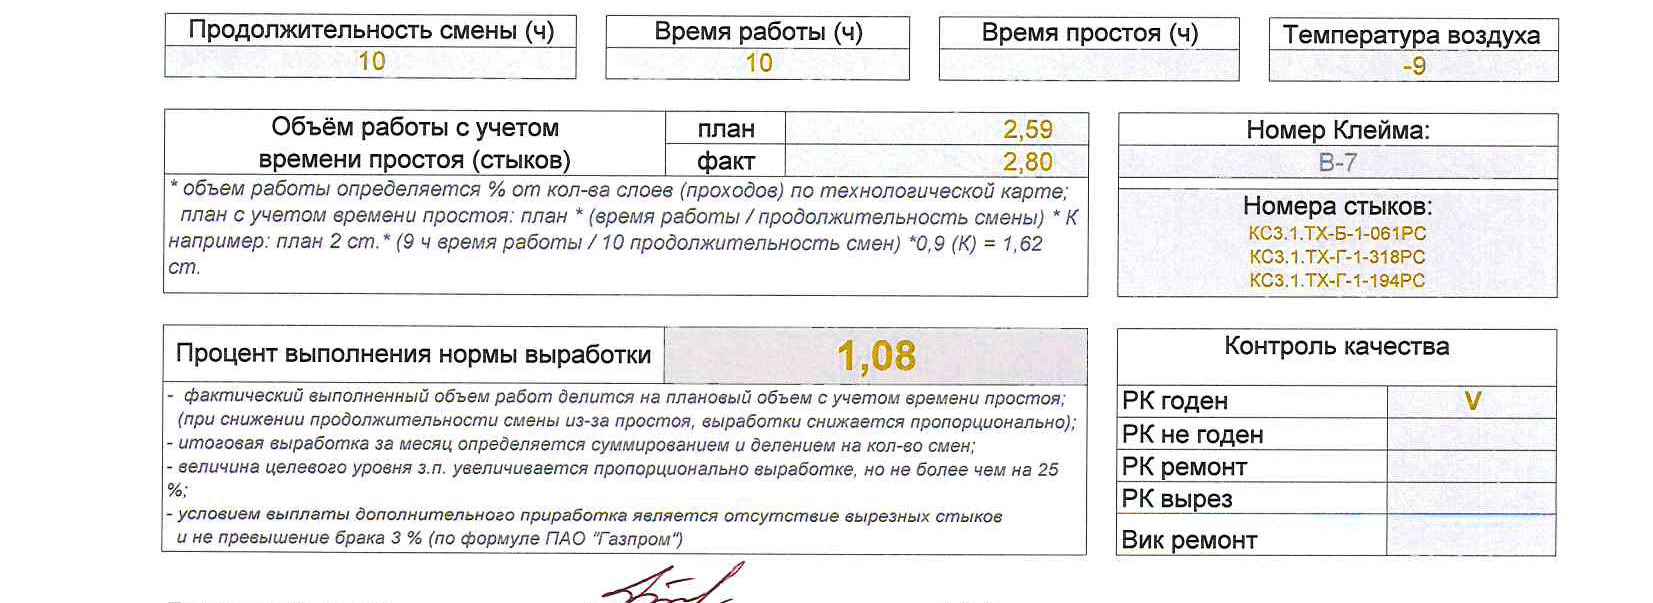 Продолжительность смены (ч)
10
Время работы (ч)
10
Время простоя (ч)
Температура воздуха
-9
Объём работы с учетом
времени простоя (стыков)
план
2,59
факт
2,80
* объем работы определяется % от кол-ва слоев (проходов) по технологической карте;
план с учетом времени простоя: план * (время работы / продолжительность смены) * К
например: план 2 ст.* (9 ч время работы / 10 продолжительность смен) *0,9 (К) = 1,62
ст.
Номер Клейма:
В-7
Номера стыков:
КС3.1.ТХ-Б-1-061РС
КС3.1.ТХ-Г-1-318РС
КС3.1.ТХ-Г-1-194РС
Процент выполнения нормы выработки
1,08
- фактический выполненный объем работ делится на плановый объем с учетом времени простоя;
(при снижении продолжительности смены из-за простоя, выработки снижается пропорционально);
- итоговая выработка за месяц определяется суммированием и делением на кол-во смен;
- величина целевого уровня з.п. увеличивается пропорционально выработке, но не более чем на 25
%;
- условием выплаты дополнительного приработка является отсутствие вырезных стыков
и не превышение брака 3 % (по формуле ПАО "Газпром")
Контроль качества
РК годен
V
РК не годен
РК ремонт
РК вырез
Вик ремонт